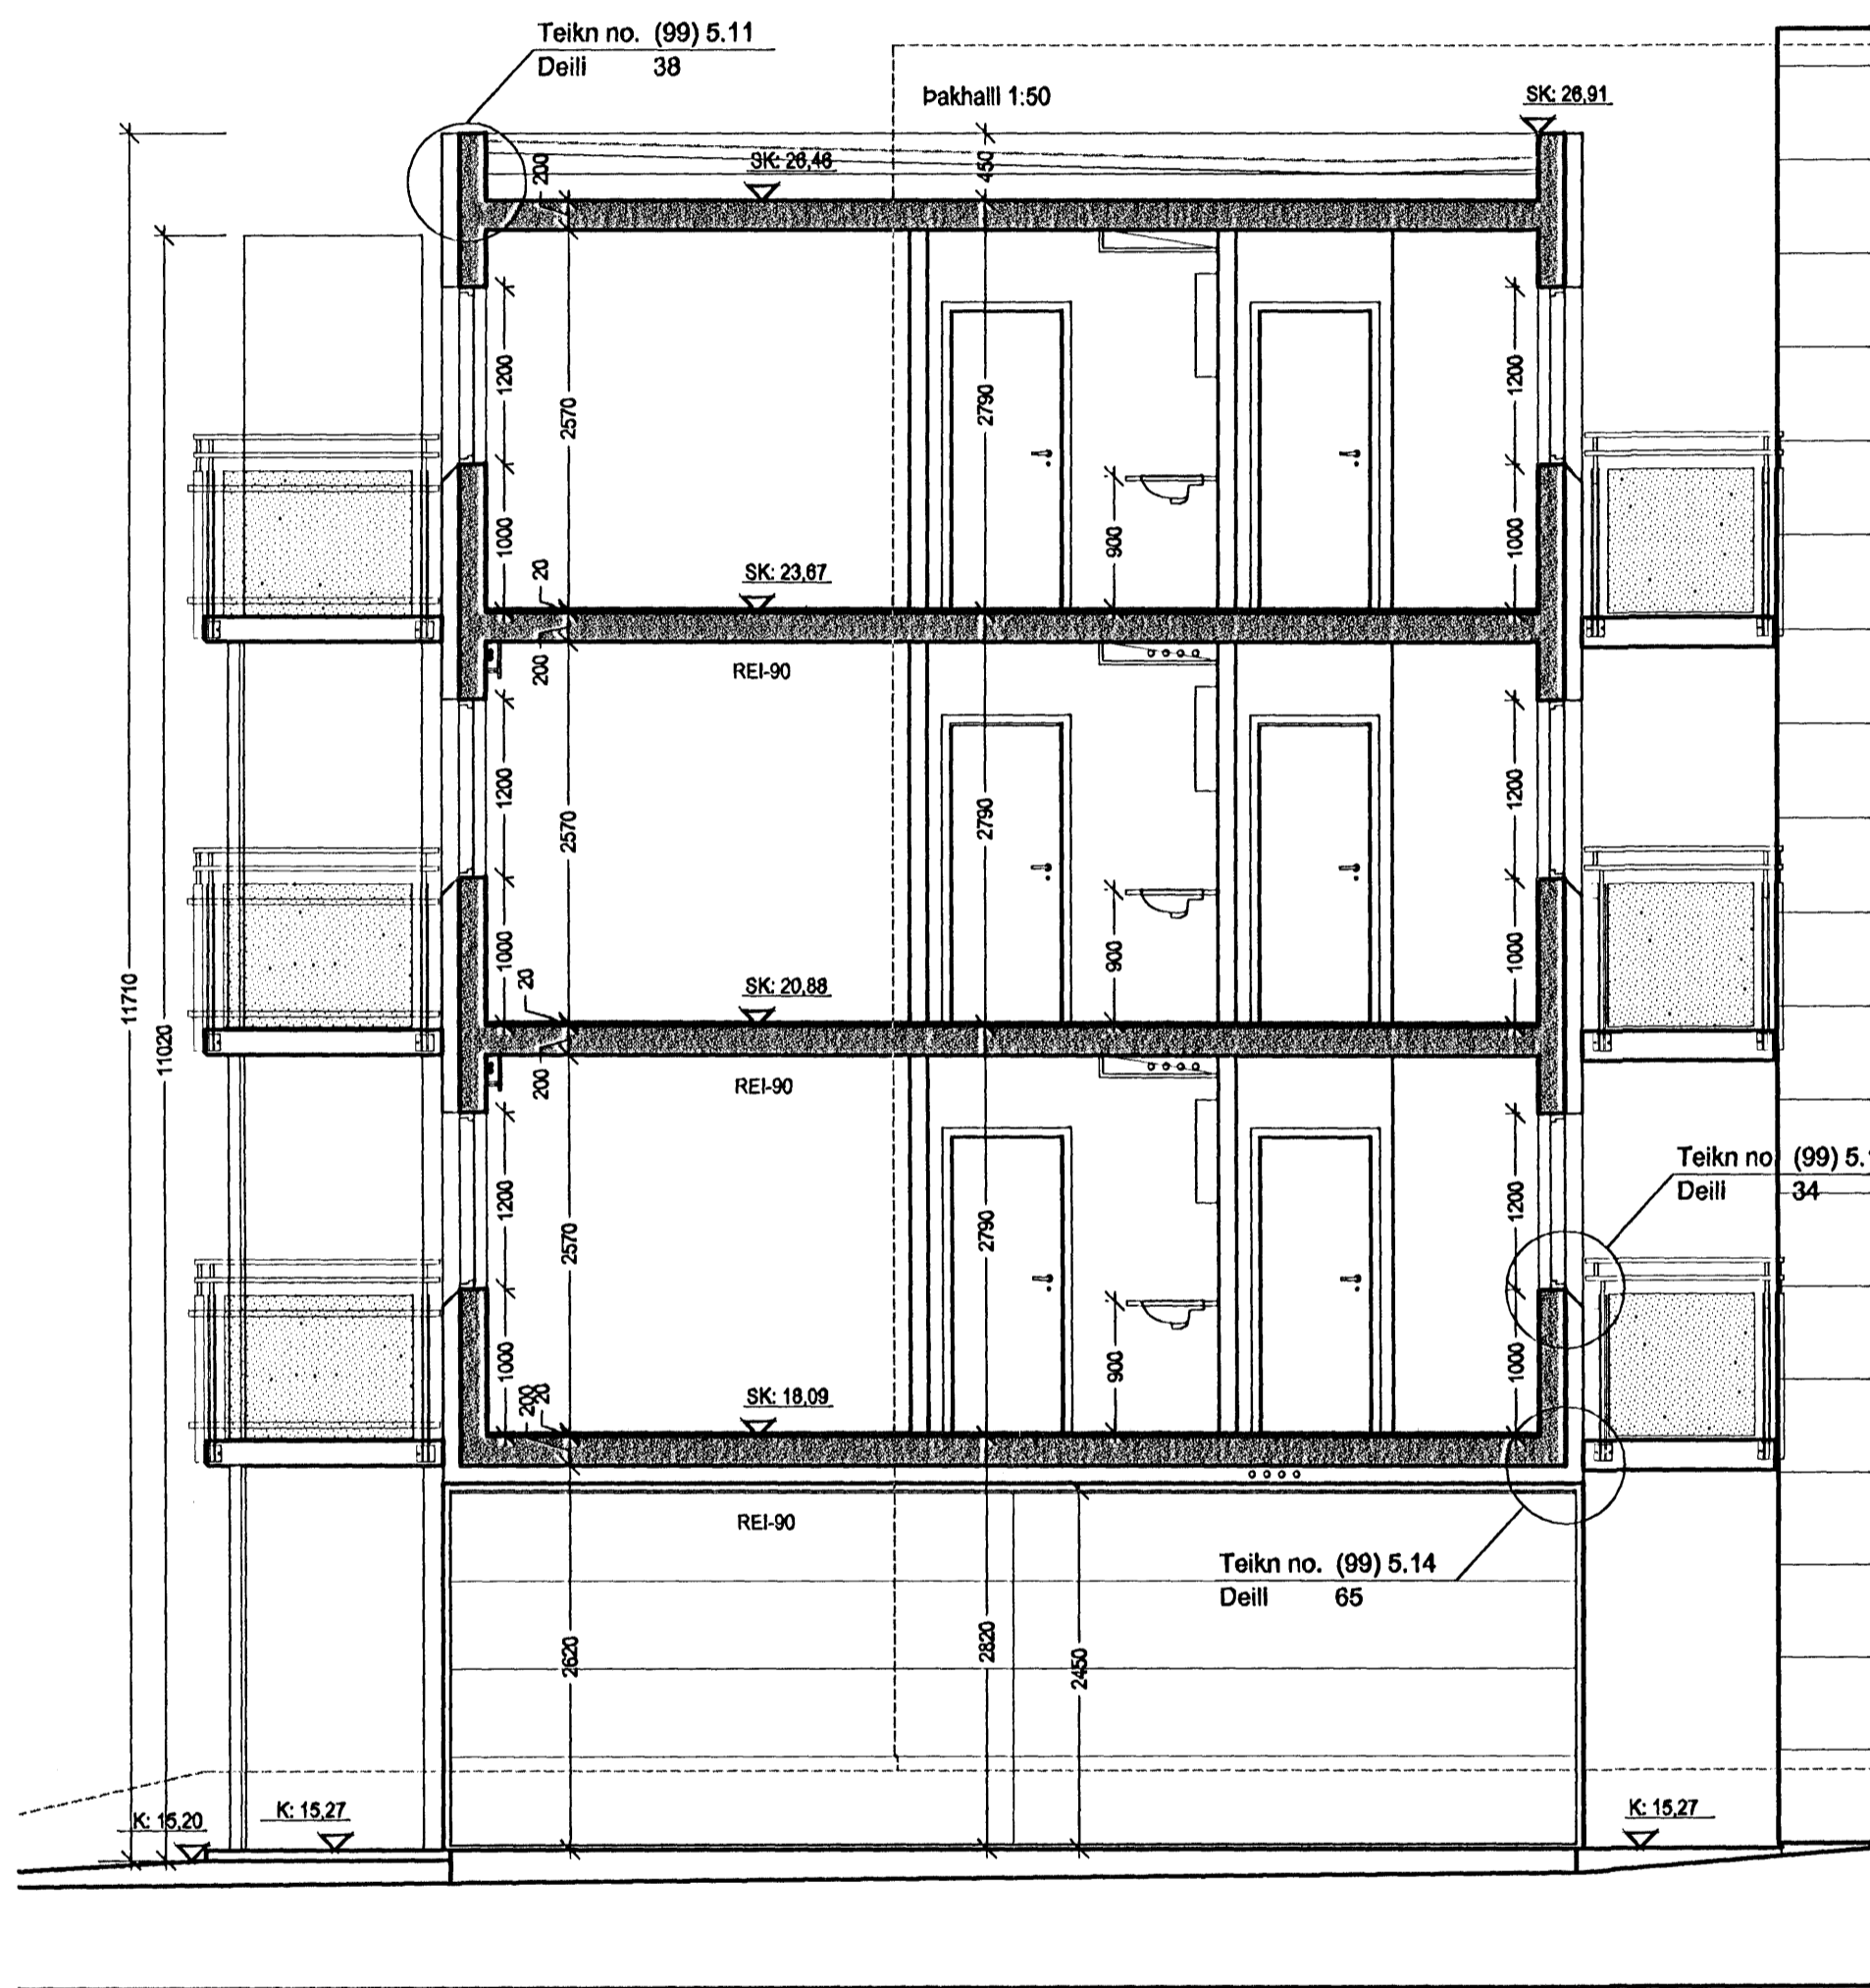 Teikn no. (99) 5.11
Deili 38
Þakhalli 1:50
SK: 26,91
200
SK: 26,46
450
1200
2570
2790
1200
1000
900
1000
20
SK: 23,67
200
REI-90
1200
2570
2790
1200
1000
900
1000
20
SK: 20,88
11710
11020
200
REI-90
Teikn no. (99) 5.
Deili 34
1200
2570
2790
1200
1000
900
1000
200
20
SK: 18,09
REI-90
Teikn no. (99) 5.14
Deili 65
2620
2820
2450
K: 15,20
K: 15,27
K: 15,27